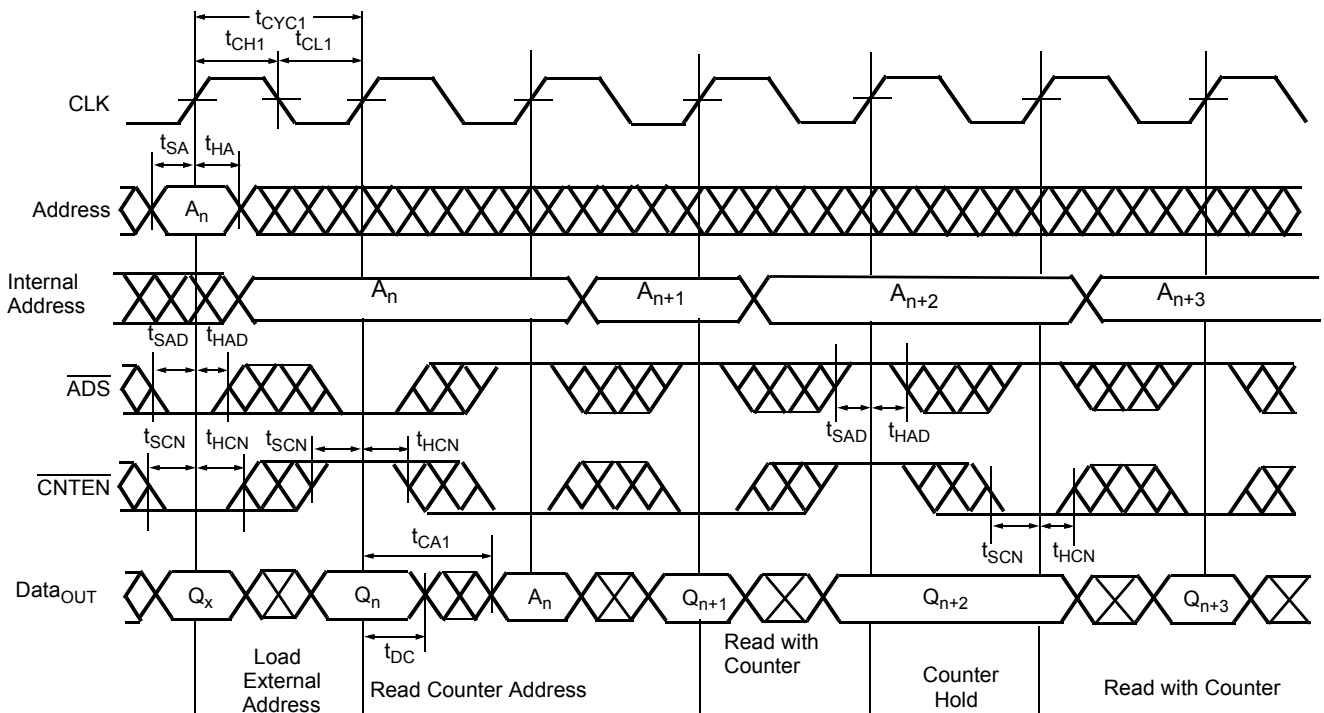 tCYC1
tCH1 tCL1
CLK
tSA tHA
Address An
Internal Address An An+1 An+2 An+3
tSAD tHAD
ADS
tSAD tHAD
tSCN tHCN tSCN tHCN
CNTEN
tSCN tHCN
tCA1
DataOUT Qx Qn An Qn+1 Qn+2 Qn+3
tDC
Load External Address
Read Counter Address
Read with Counter
Counter Hold
Read with Counter